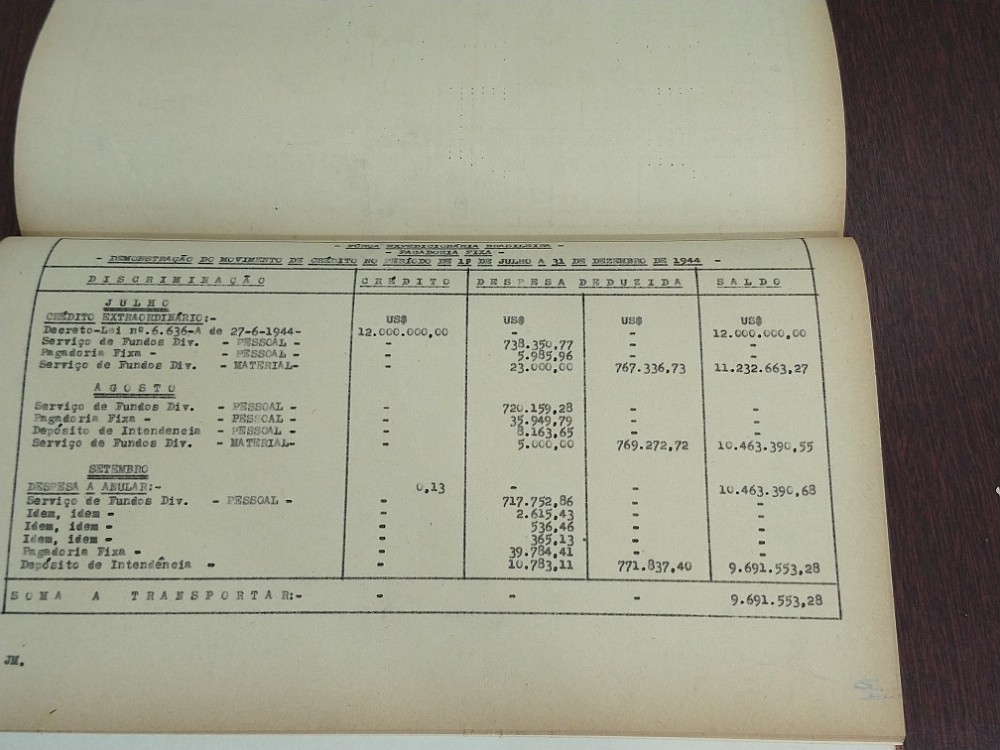 - FÔRÇA EXPEDICIONÁRIA BRASILEIRA -
- PAGADORIA FIXA -
- DEMONSTRAÇÃO DO MOVIMENTO DE CRÉDITO NO PERÍODO DE 1º DE JULHO A 31 DE DEZEMBRO DE 1944 -
DISCRIMINAÇÃO CRÉDITO DESPESA DEDUZIDA SALDO
JULHO
CRÉDITO EXTRAORDINÁRIO:- US$ US$ US$ US$
Decreto-Lei nº.6.636-A de 27-6-1944- 12.000.000,00 - - 12.000.000,00
Serviço de Fundos Div. - PESSOAL - - 738.350,77 - -
Pagadoria Fixa - - PESSOAL - - 5.985,96 - -
Serviço de Fundos Div. - MATERIAL- - 23.000,00 767.336,73 11.232.663,27
AGOSTO
Serviço de Fundos Div. - PESSOAL - - 720.159,28 - -
Pagadoria Fixa - - PESSOAL - - 35.949,79 - -
Depósito de Intendencia - PESSOAL - - 8.163,65 - -
Serviço de Fundos Div. - MATERIAL- - 5.000,00 769.272,72 10.463.390,55
SETEMBRO
DESPESA A ANULAR:- 0,13 - - 10.463.390,68
Serviço de Fundos Div. - PESSOAL - - 717.752,86 - -
Idem, idem - - 2.615,43 - -
Idem, idem - - 536,46 - -
Idem, idem - - 365,13 - -
Pagadoria Fixa - - 39.784,41 - -
Depósito de Intendência - - 10.783,11 771.837,40 9.691.553,28
SOMA A TRANSPORTAR:- - - - 9.691.553,28
JM.